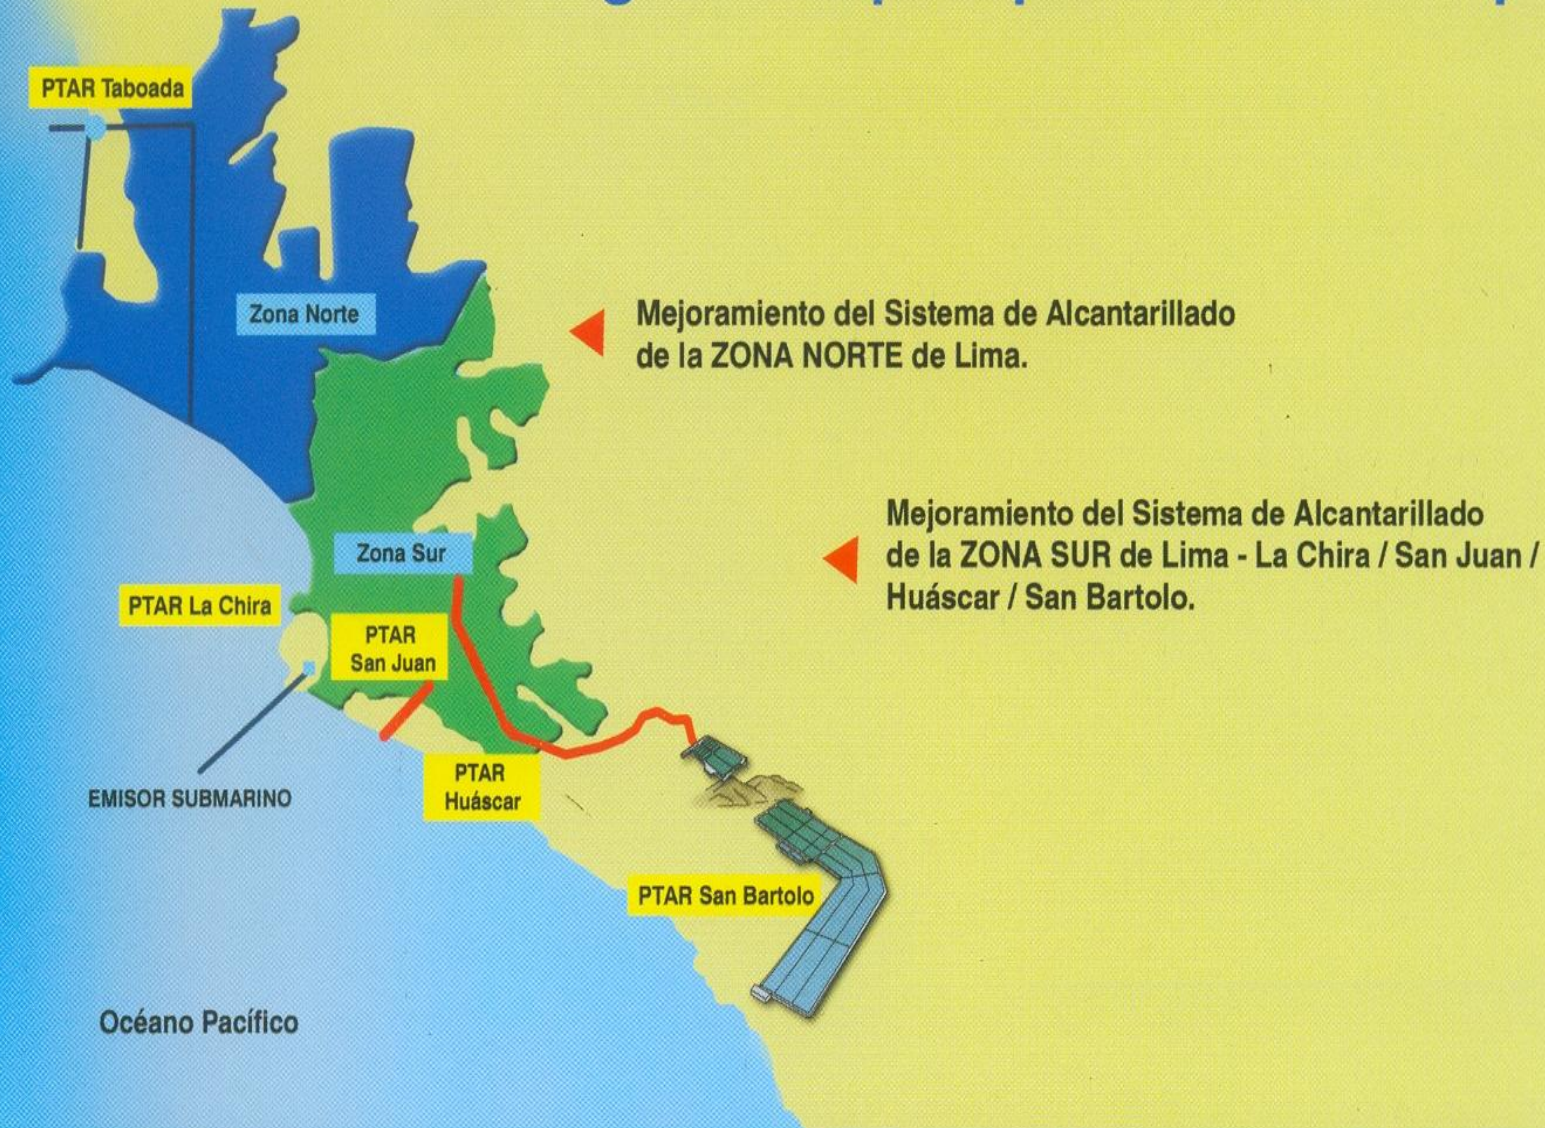 PTAR Taboada
Zona Norte
Mejoramiento del Sistema de Alcantarillado
de la ZONA NORTE de Lima.
Mejoramiento del Sistema de Alcantarillado
de la ZONA SUR de Lima - La Chira / San Juan /
Huáscar / San Bartolo.
Zona Sur
PTAR La Chira
PTAR
San Juan
EMISOR SUBMARINO
PTAR
Huáscar
PTAR San Bartolo
Océano Pacífico